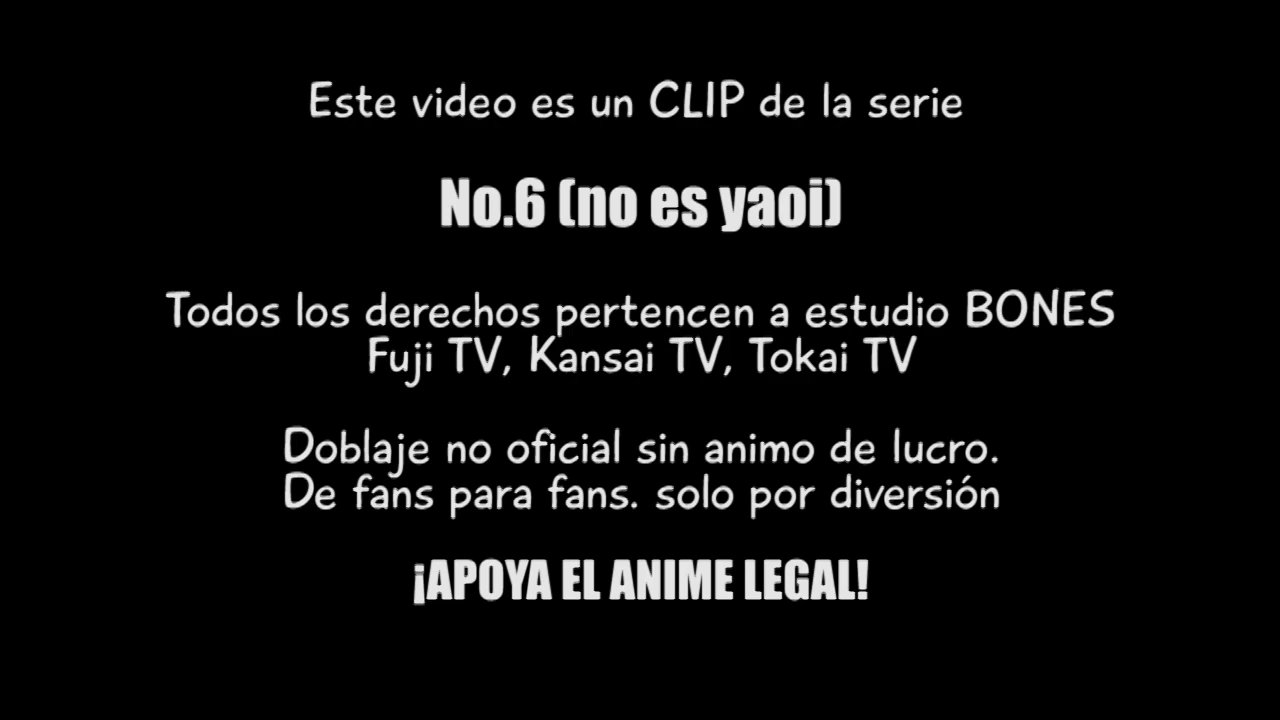 Este video es un CLIP de la serie
No.6 (no es yaoi)
Todos los derechos pertencen a estudio BONES
Fuji TV, Kansai TV, Tokai TV
Doblaje no oficial sin animo de lucro.
De fans para fans. solo por diversión
¡APOYA EL ANIME LEGAL!